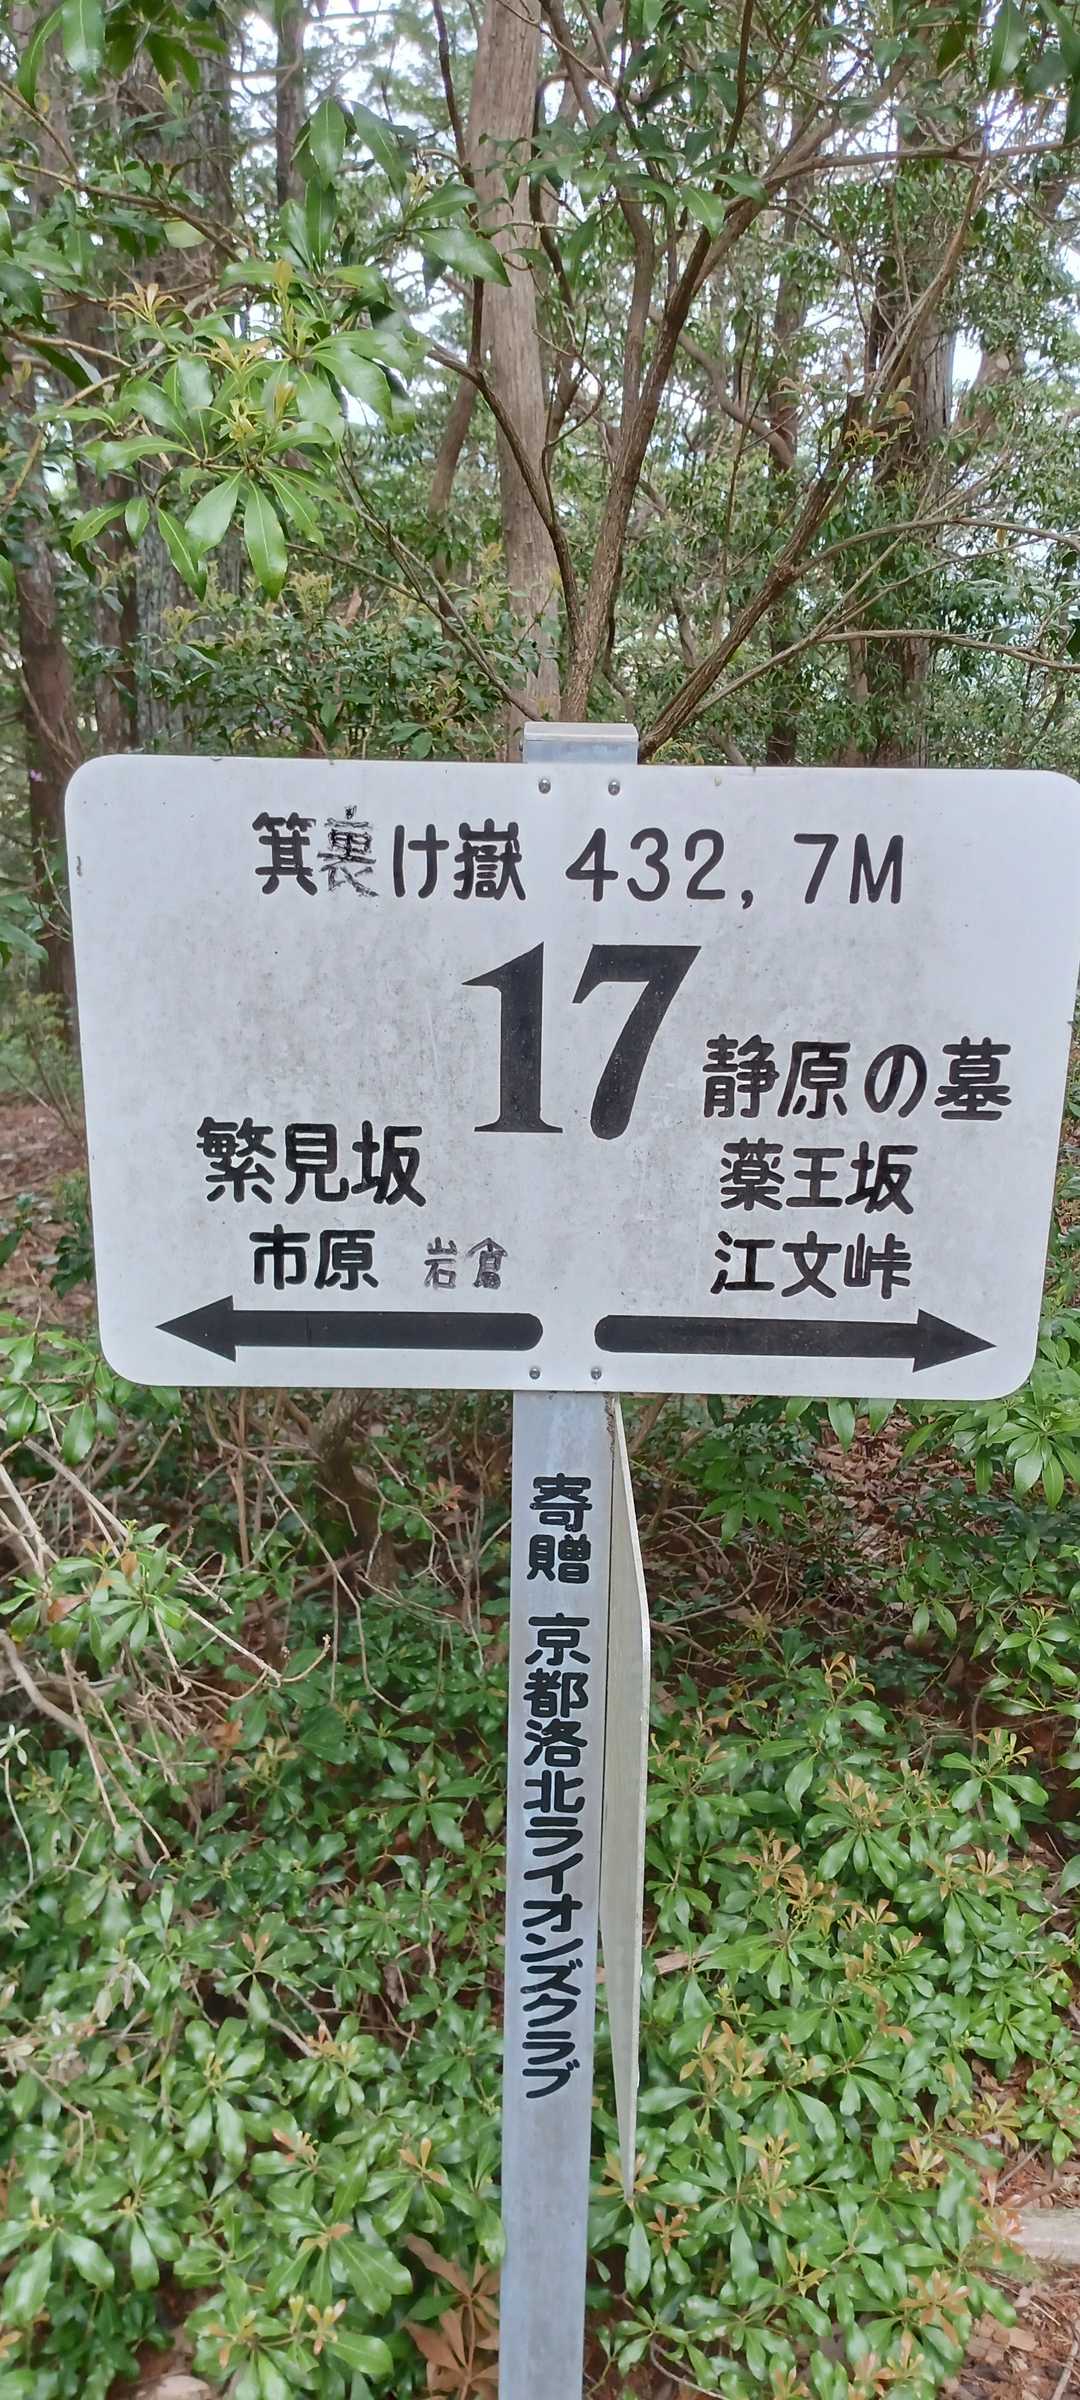 箕裏け嶽 432, 7M
17
静原の墓
繁見坂
薬王坂
市原 岩倉
江文峠
寄贈 京都洛北ライオンズクラブ